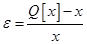 ε = (Q[x] − x) / x